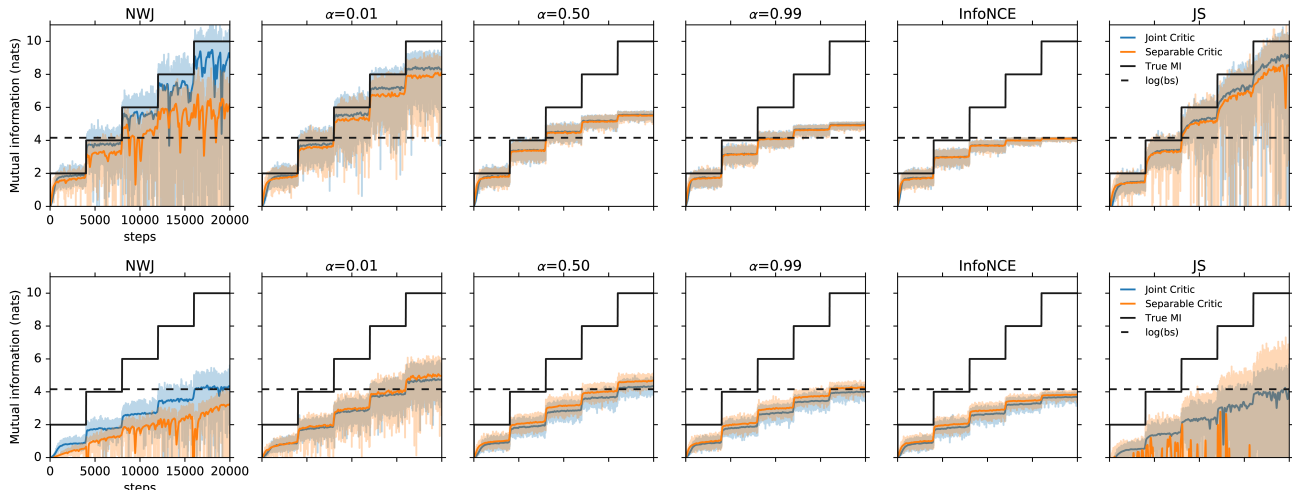 NWJ
α=0.01
α=0.50
α=0.99
InfoNCE
JS
Mutual information (nats)
10
8
6
4
2
0
0 5000 10000 15000 20000
steps
Joint Critic
Separable Critic
True MI
log(bs)
NWJ
α=0.01
α=0.50
α=0.99
InfoNCE
JS
Mutual information (nats)
10
8
6
4
2
0
0 5000 10000 15000 20000
steps
Joint Critic
Separable Critic
True MI
log(bs)